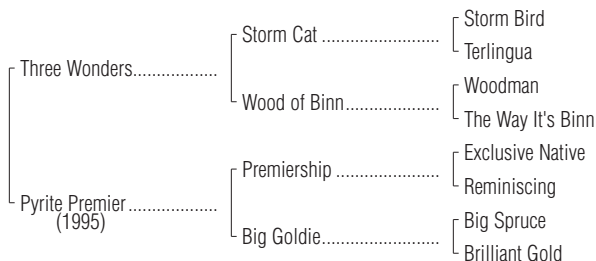 Storm Bird
Storm Cat ..........................
Terlingua
Three Wonders..................
Woodman
Wood of Binn.....................
The Way It's Binn
Exclusive Native
Premiership .......................
Reminiscing
Pyrite Premier...................
(1995)
Big Spruce
Big Goldie..........................
Brilliant Gold